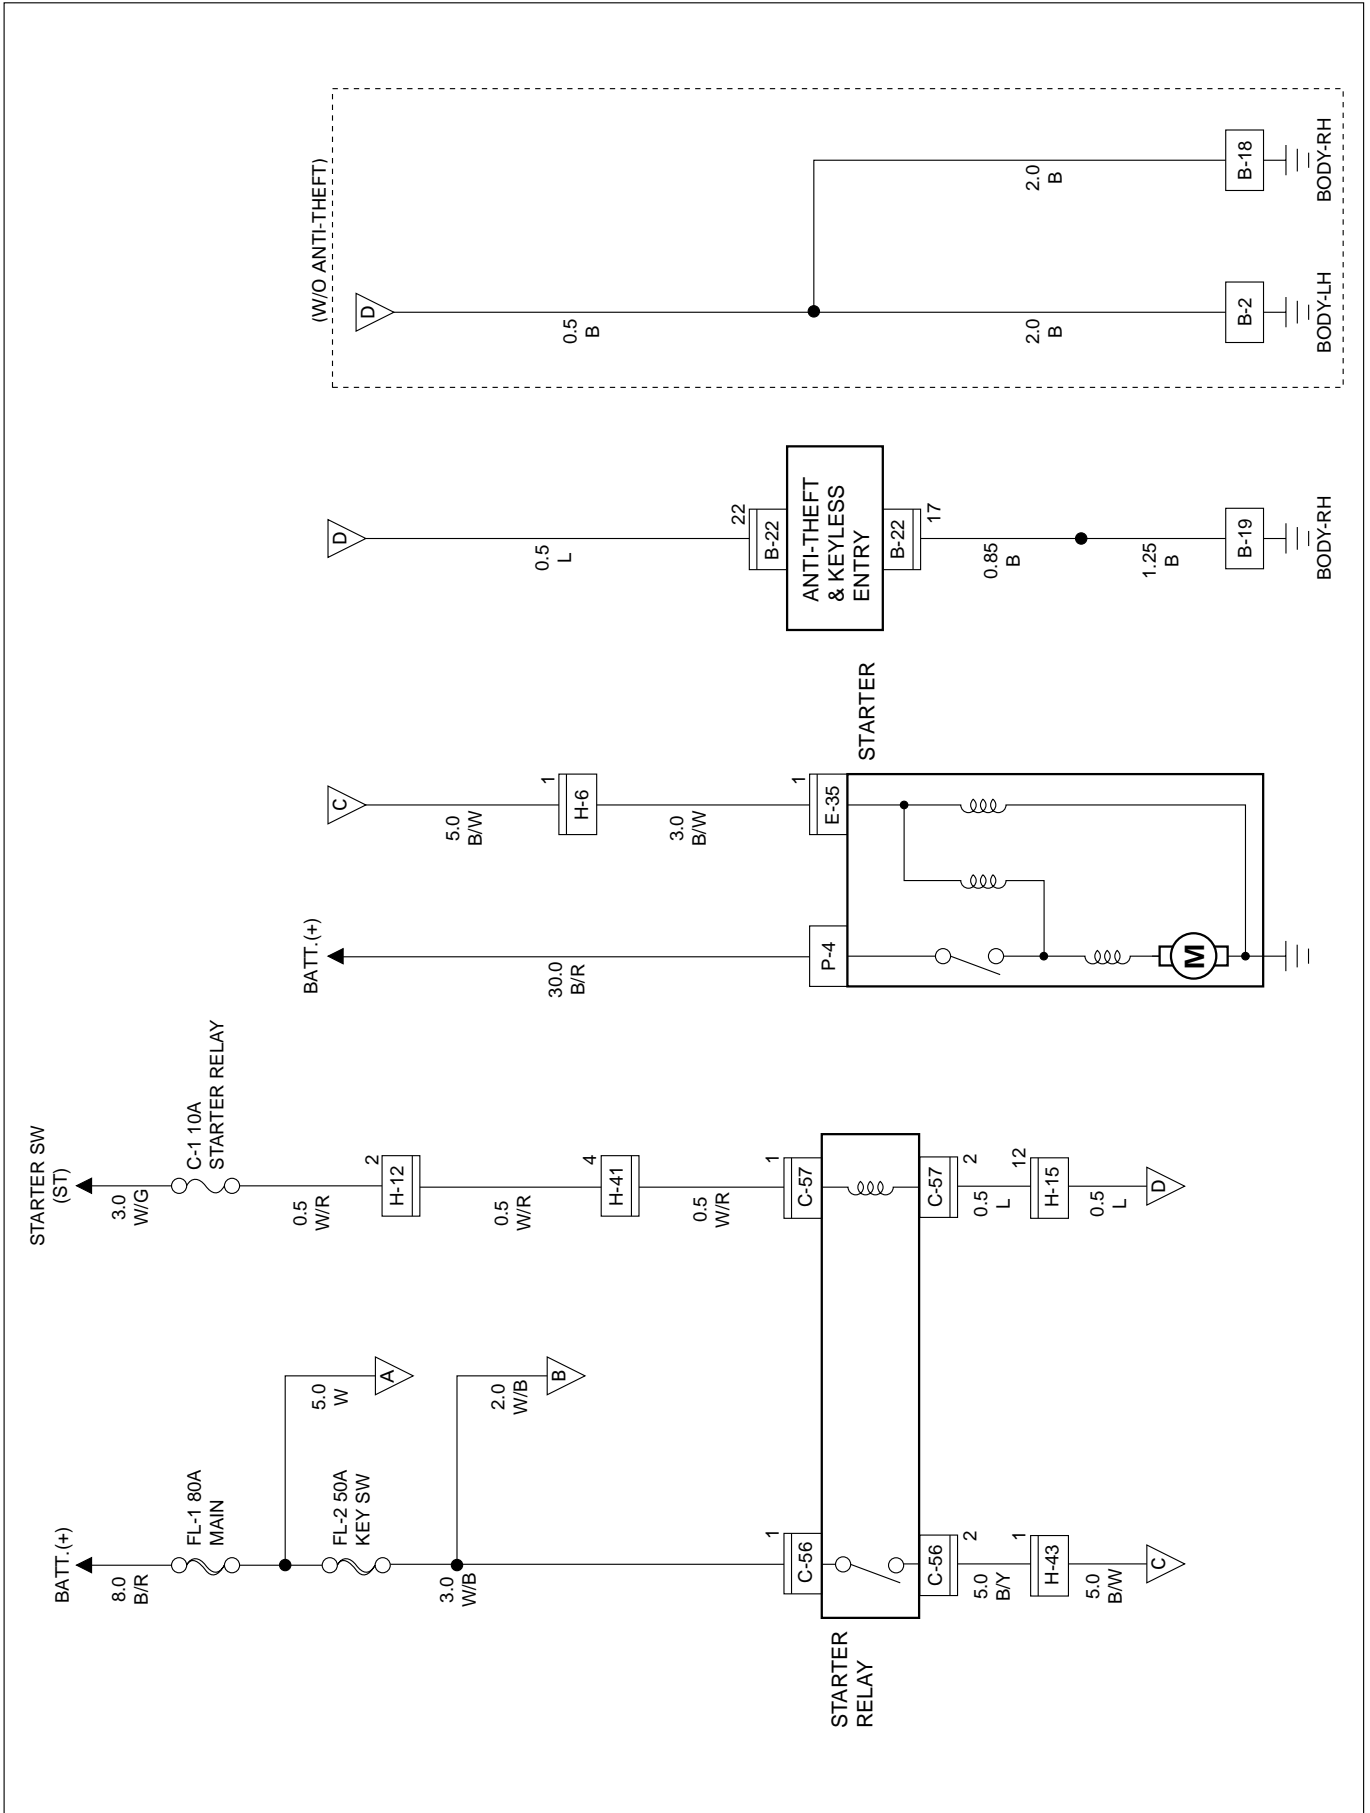 BATT.(+)
8.0
B/R
FL-1 80A
MAIN
5.0
W
A
FL-2 50A
KEY SW
2.0
W/B
B
3.0
W/B
1
C-56
STARTER
RELAY
C-56
2
5.0
B/Y
1
H-43
5.0
B/W
C
STARTER SW
(ST)
3.0
W/G
C-1 10A
STARTER RELAY
0.5
W/R
2
H-12
0.5
W/R
4
H-41
0.5
W/R
1
C-57
C-57
2
0.5
L
12
H-15
0.5
L
D
BATT.(+)
30.0
B/R
P-4
M
C
5.0
B/W
1
H-6
3.0
B/W
1
E-35
STARTER
D
0.5
L
22
B-22
ANTI-THEFT
& KEYLESS
ENTRY
B-22
17
0.85
B
1.25
B
B-19
BODY-RH
(W/O ANTI-THEFT)
D
0.5
B
2.0
B
B-2
BODY-LH
2.0
B
B-18
BODY-RH